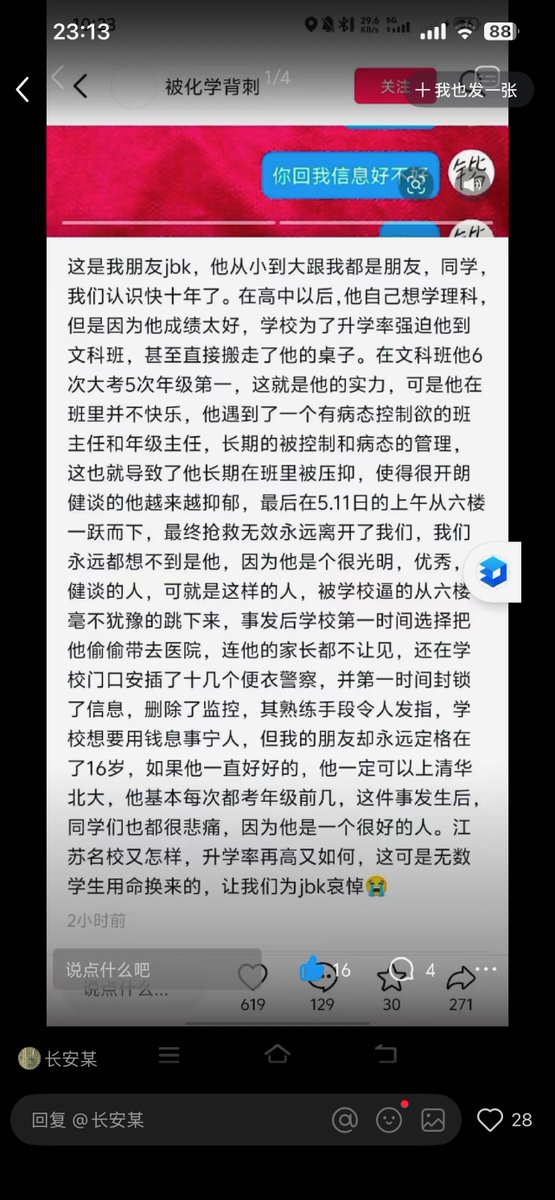 23:13
29.6 KB/s
5G
88
被化学背刺
1/4
关注
+我也发一张
你回我信息好不好
锴
这是我朋友jbk，他从小到大跟我都是朋友，同学，
我们认识快十年了。在高中以后，他自己想学理科，
但是因为他成绩太好，学校为了升学率强迫他到
文科班，甚至直接搬走了他的桌子。在文科班他6
次大考5次年级第一，这就是他的实力，可是他在
班里并不快乐，他遇到了一个有病态控制欲的班
主任和年级主任，长期的被控制和病态的管理，
这也就导致了他长期在班里被压抑，使得很开朗
健谈的他越来越抑郁，最后在5.11日的上午从六楼
一跃而下，最终抢救无效永远离开了我们，我们
永远都想不到是他，因为他是个很光明，优秀，
健谈的人，可就是这样的人，被学校逼的从六楼
毫不犹豫的跳下来，事发后学校第一时间选择把
他偷偷带去医院，连他的家长都不让见，还在学
校门口安插了十几个便衣警察，并第一时间封锁
了信息，删除了监控，其熟练手段令人发指，学
校想要用钱息事宁人，但我的朋友却永远定格在
了16岁，如果他一直好好的，他一定可以上清华
北大，他基本每次都考年级前几，这件事发生后，
同学们也都很悲痛，因为他是一个很好的人。江
苏名校又怎样，升学率再高又如何，这可是无数
学生用命换来的，让我们为jbk哀悼😭
2小时前
说点什么吧
说点什么...
16
4
619
129
30
271
长安某
回复 @长安某
28